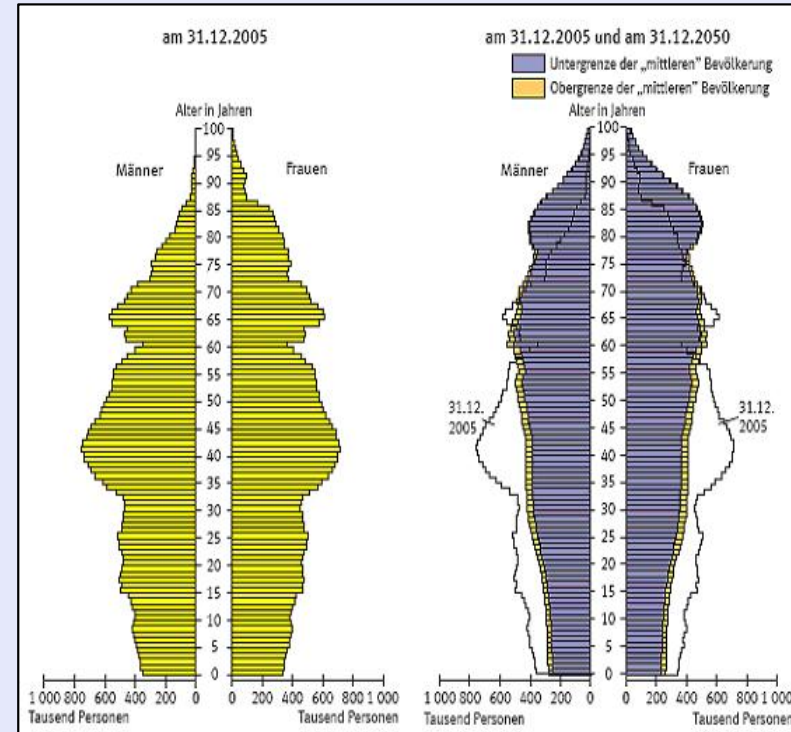 am 31.12.2005
Alter in Jahren
Männer
Frauen
100
95
90
85
80
75
70
65
60
55
50
45
40
35
30
25
20
15
10
5
0
1 000 800 600 400 200 0
0 200 400 600 800 1 000
Tausend Personen
Tausend Personen
am 31.12.2005 und am 31.12.2050
Untergrenze der „mittleren" Bevölkerung
Obergrenze der „mittleren" Bevölkerung
Alter in Jahren
Männer
Frauen
100
95
90
85
80
75
70
65
60
55
50
45
40
35
30
25
20
15
10
5
0
31.12.
2005
31.12.
2005
1 000 800 600 400 200 0
0 200 400 600 800 1 000
Tausend Personen
Tausend Personen